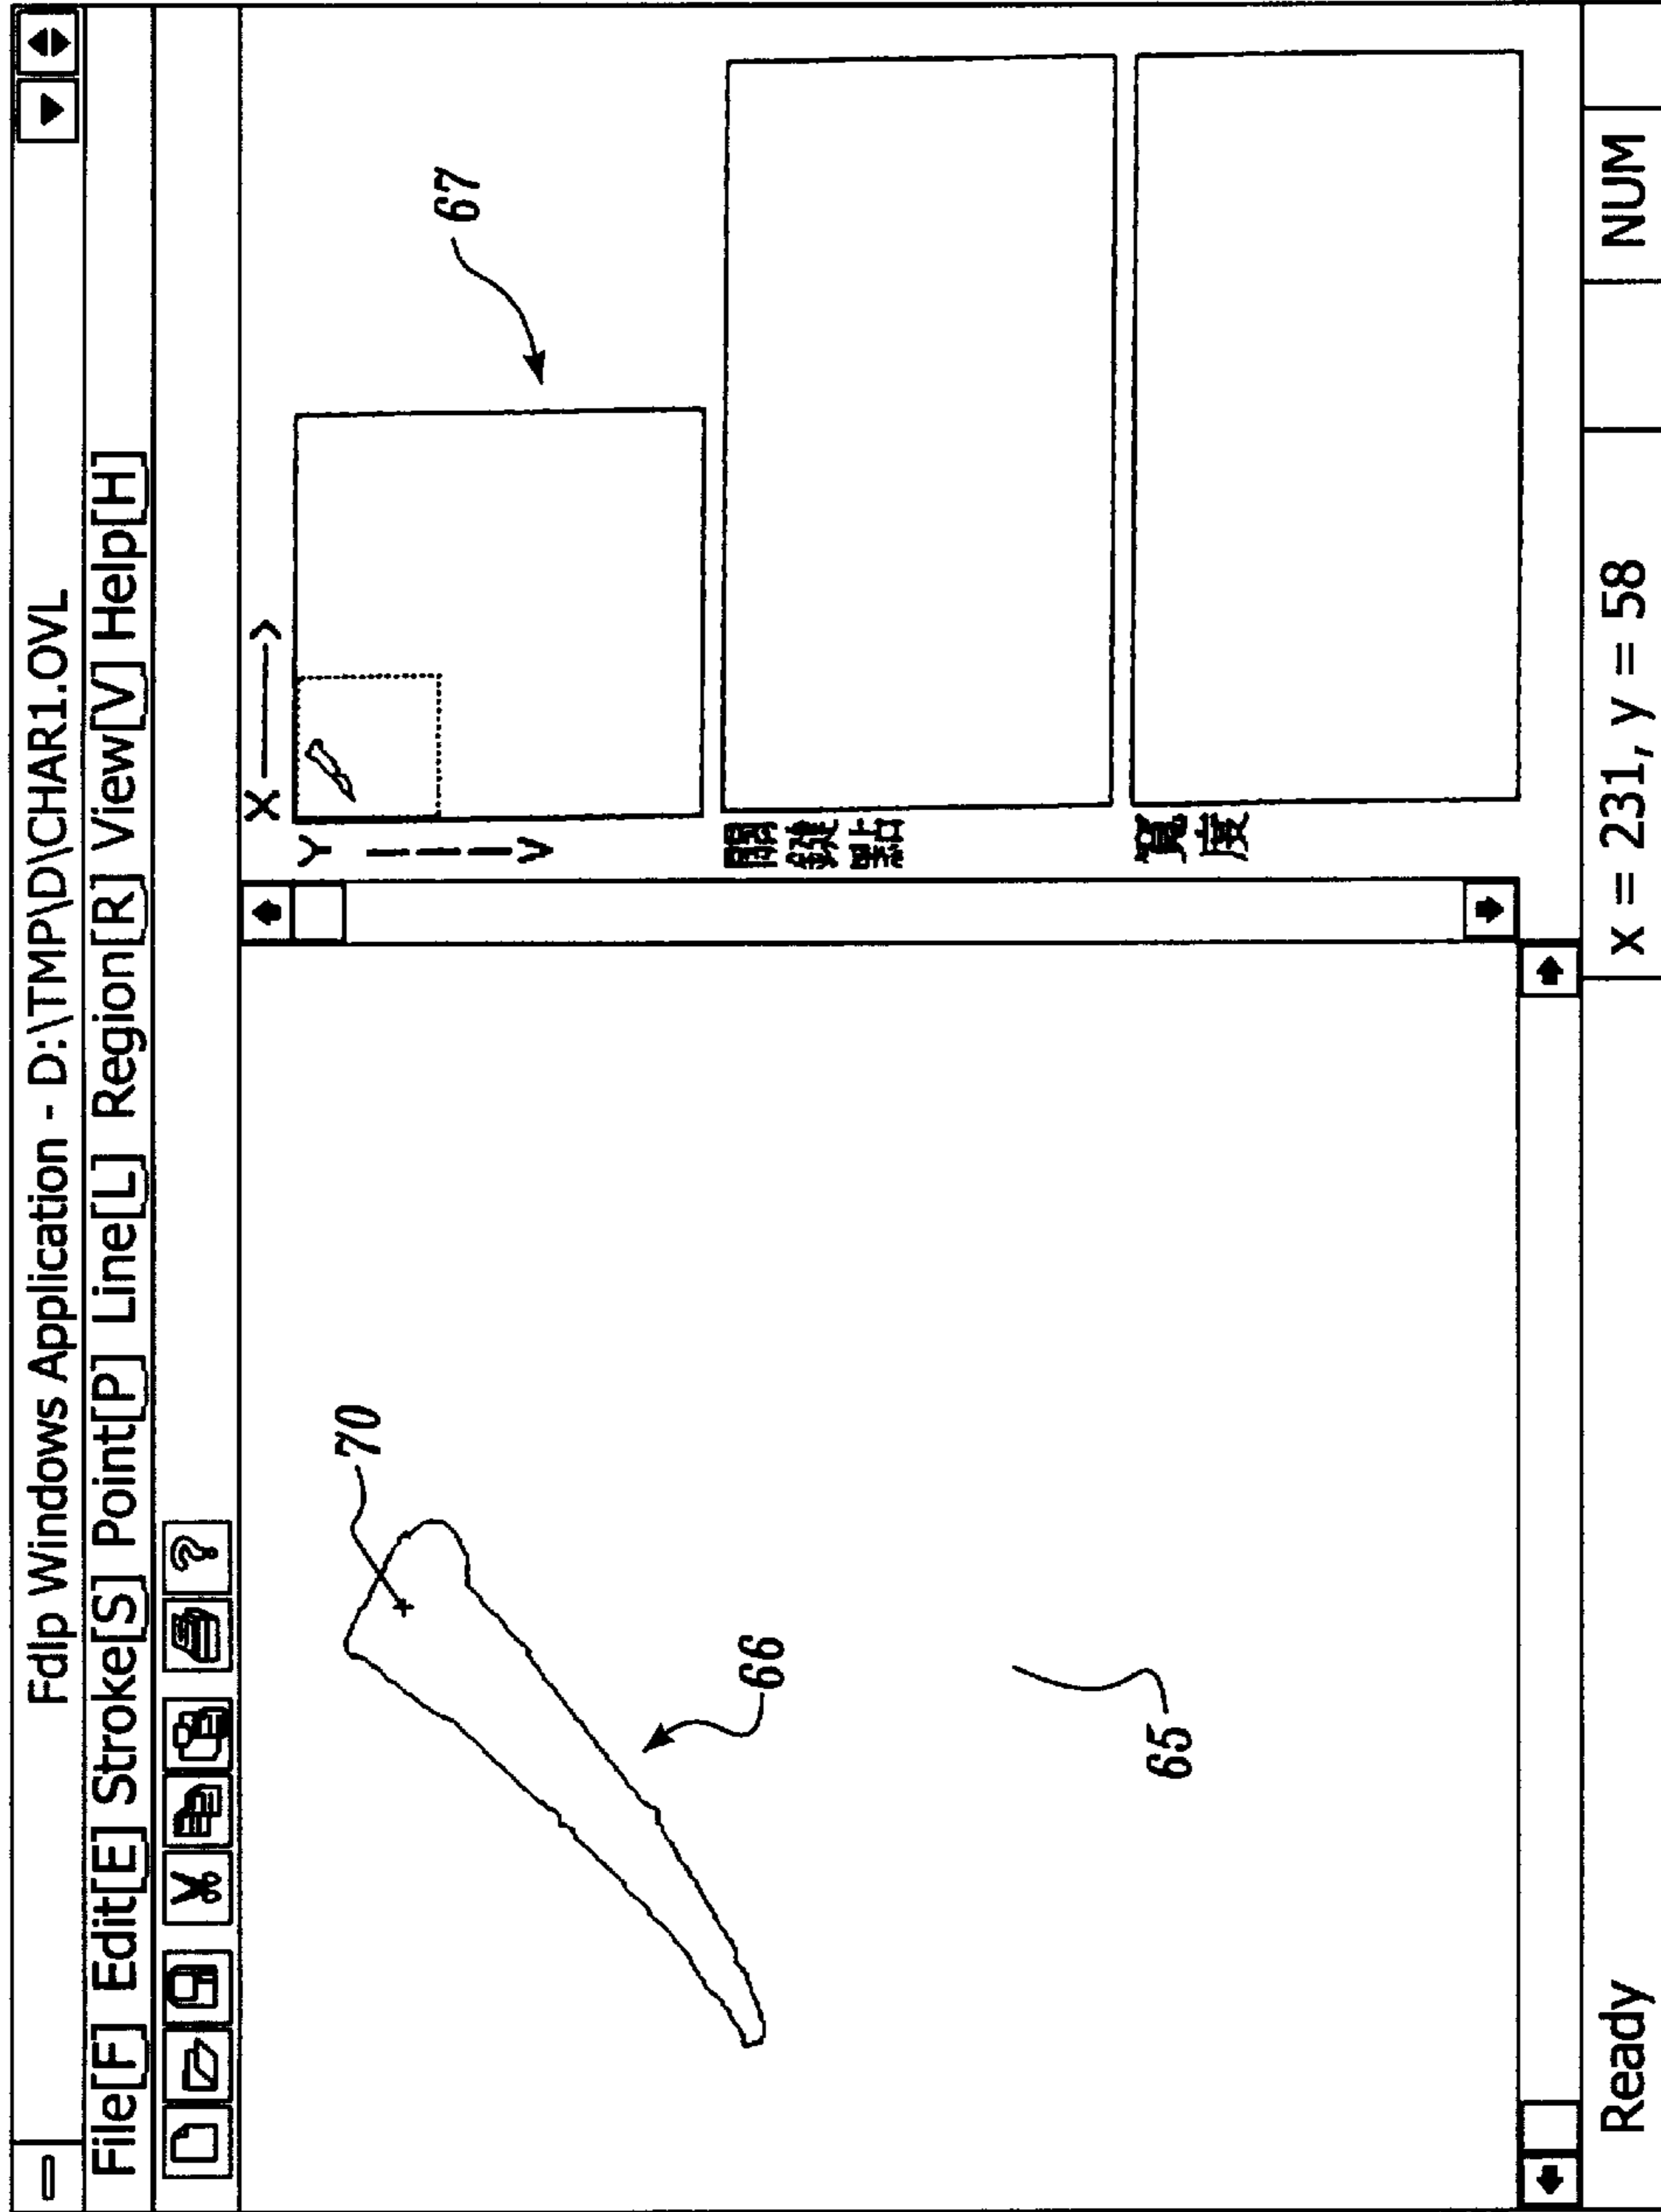 Fdlp Windows Application - D:\TMP\D\CHAR1.OVL
File[F] Edit[E] Stroke[S] Point[P] Line[L] Region[R] View[V] Help[H]
?
X ---->
Y
---->
67
70
66
65
關鍵點
寬度
Ready
x = 231, y = 58
NUM